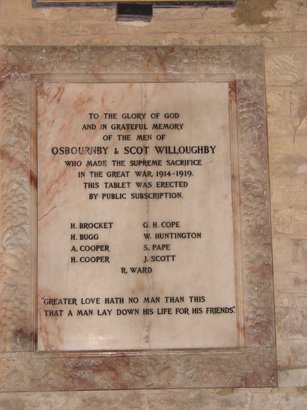 TO THE GLORY OF GOD
AND IN GRATEFUL MEMORY
OF THE MEN OF
OSBOURNBY & SCOT WILLOUGHBY
WHO MADE THE SUPREME SACRIFICE
IN THE GREAT WAR, 1914-1919.
THIS TABLET WAS ERECTED
BY PUBLIC SUBSCRIPTION.
H. BROCKET G. H. COPE
H. BUGG W. HUNTINGTON
A. COOPER S. PAPE
H. COOPER J. SCOTT
R. WARD
"GREATER LOVE HATH NO MAN THAN THIS
THAT A MAN LAY DOWN HIS LIFE FOR HIS FRIENDS."